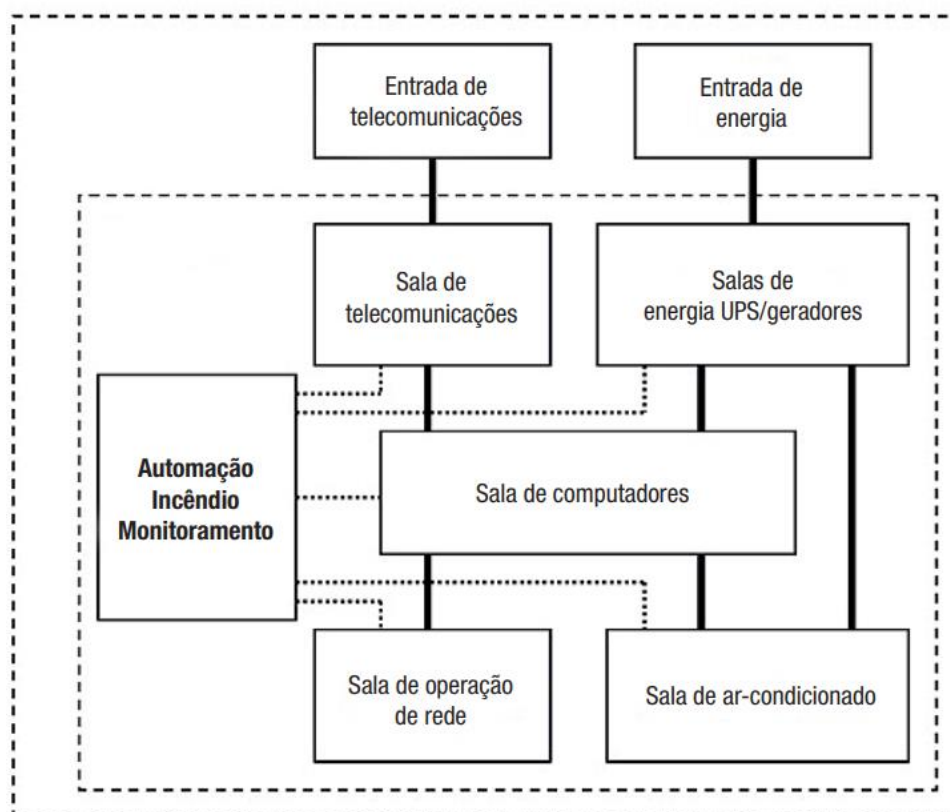 Entrada de
telecomunicações
Entrada de
energia
Sala de
telecomunicações
Salas de
energia UPS/geradores
Automação
Incêndio
Monitoramento
Sala de computadores
Sala de operação
de rede
Sala de ar-condicionado